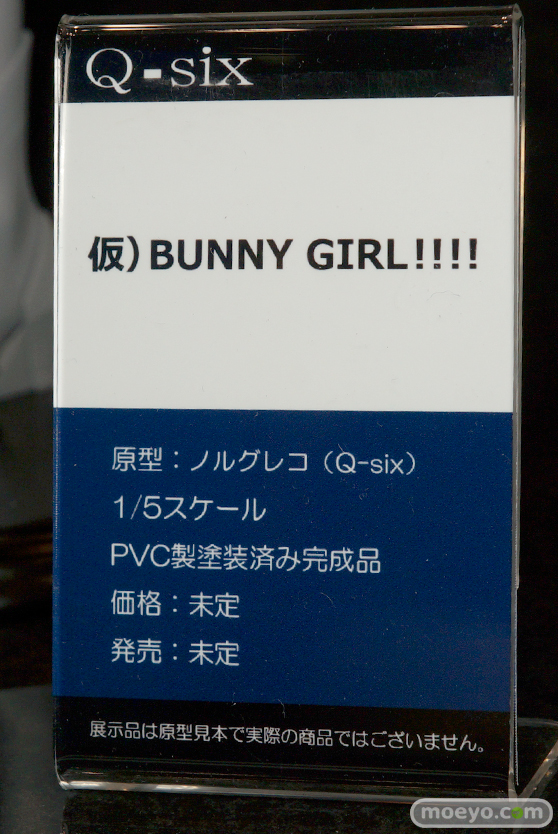 Q-six
仮）BUNNY GIRL!!!!
原型：ノルグレコ（Q-six）
1/5スケール
PVC製塗装済み完成品
価格：未定
発売：未定
展示品は原型見本で実際の商品ではございません。
moeyo.com